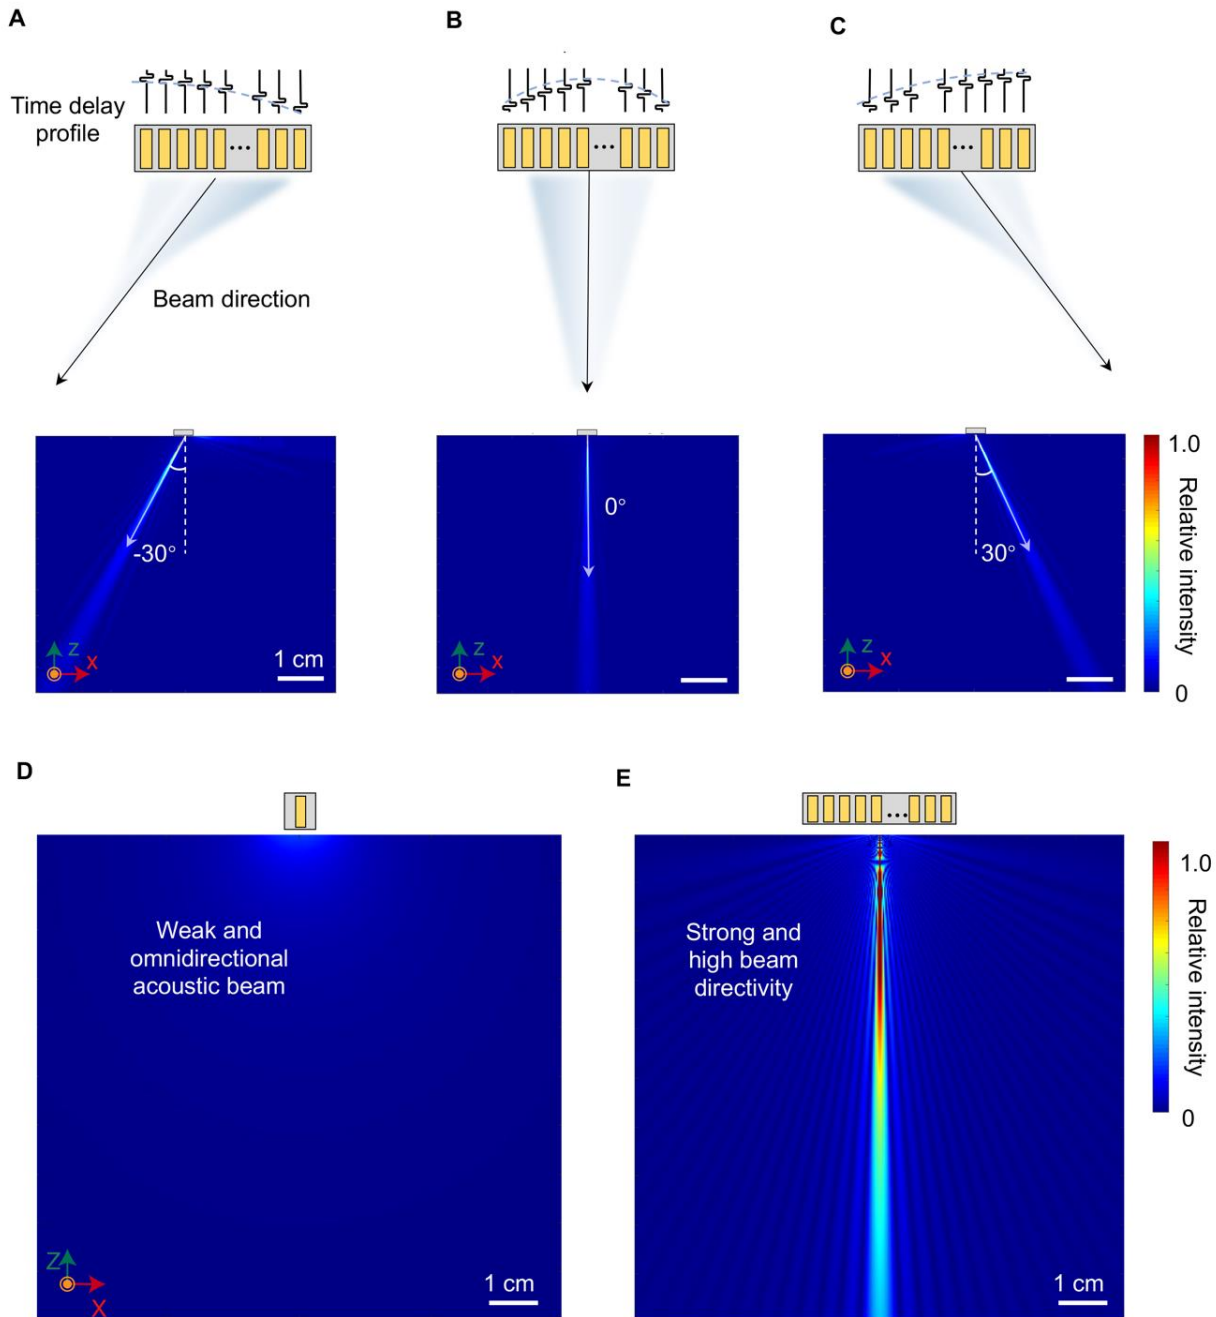 A
B
C
Time delay
profile
Beam direction
-30°
0°
30°
z
x
1 cm
z
x
z
x
1.0
Relative intensity
0
D
E
Weak and
omnidirectional
acoustic beam
Strong and
high beam
directivity
Z
X
1 cm
1 cm
1.0
Relative intensity
0